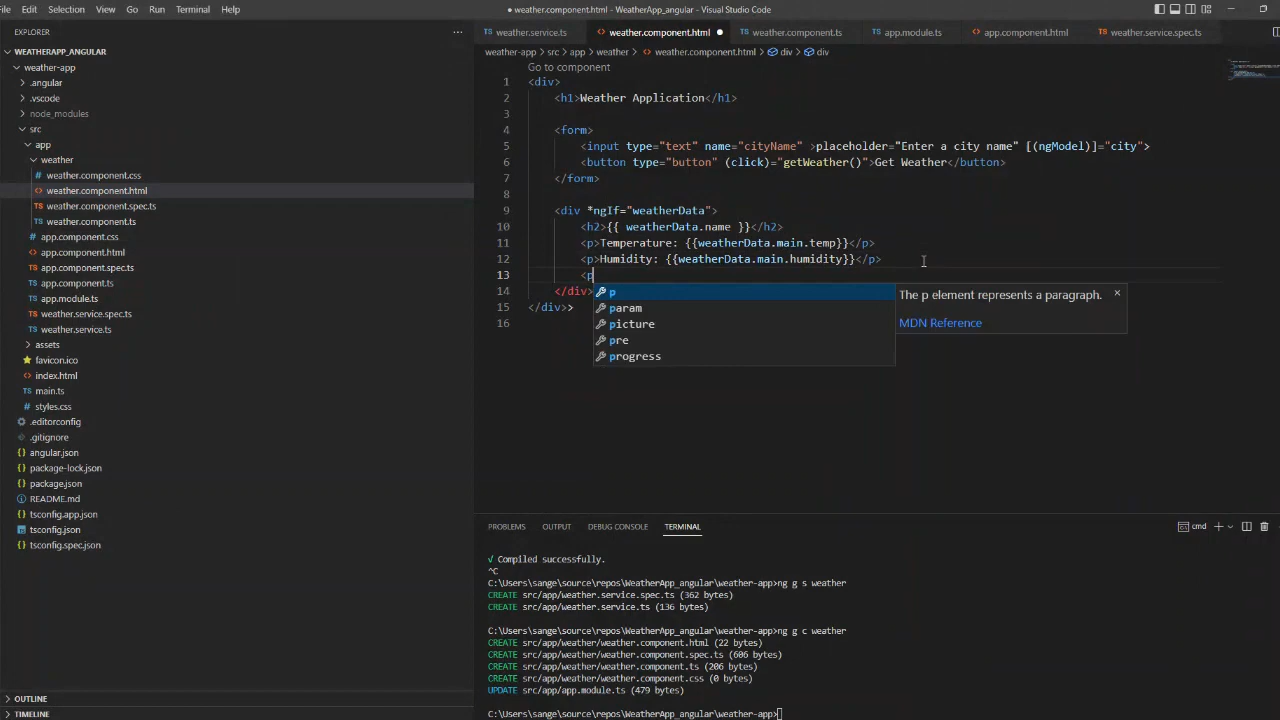 File Edit Selection View Go Run Terminal Help
● weather.component.html - WeatherApp_angular - Visual Studio Code
EXPLORER ···
WEATHERAPP_ANGULAR
weather-app
.angular
.vscode
node_modules
src
app
weather
weather.component.css
weather.component.html
weather.component.spec.ts
weather.component.ts
app.component.css
app.component.html
app.component.spec.ts
app.component.ts
app.module.ts
weather.service.spec.ts
weather.service.ts
assets
favicon.ico
index.html
main.ts
styles.css
.editorconfig
.gitignore
angular.json
package-lock.json
package.json
README.md
tsconfig.app.json
tsconfig.json
tsconfig.spec.json
OUTLINE
TIMELINE
TS weather.service.ts <> weather.component.html ● TS weather.component.ts TS app.module.ts <> app.component.html TS weather.service.spec.ts
weather-app > src > app > weather > <> weather.component.html > div > div
Go to component
1 <div>
2 <h1>Weather Application</h1>
3
4 <form>
5 <input type="text" name="cityName" >placeholder="Enter a city name" [(ngModel)]="city">
6 <button type="button" (click)="getWeather()">Get Weather</button>
7 </form>
8
9 <div *ngIf="weatherData">
10 <h2>{{ weatherData.name }}</h2>
11 <p>Temperature: {{weatherData.main.temp}}</p>
12 <p>Humidity: {{weatherData.main.humidity}}</p>
13 <p
14 </div>
15 </div>>
16
p
param
picture
pre
progress
The p element represents a paragraph. ×
MDN Reference
PROBLEMS OUTPUT DEBUG CONSOLE TERMINAL cmd
√ Compiled successfully.
^C
C:\Users\sange\source\repos\WeatherApp_angular\weather-app>ng g s weather
CREATE src/app/weather.service.spec.ts (362 bytes)
CREATE src/app/weather.service.ts (136 bytes)
C:\Users\sange\source\repos\WeatherApp_angular\weather-app>ng g c weather
CREATE src/app/weather/weather.component.html (22 bytes)
CREATE src/app/weather/weather.component.spec.ts (606 bytes)
CREATE src/app/weather/weather.component.ts (206 bytes)
CREATE src/app/weather/weather.component.css (0 bytes)
UPDATE src/app/app.module.ts (479 bytes)
C:\Users\sange\source\repos\WeatherApp_angular\weather-app>